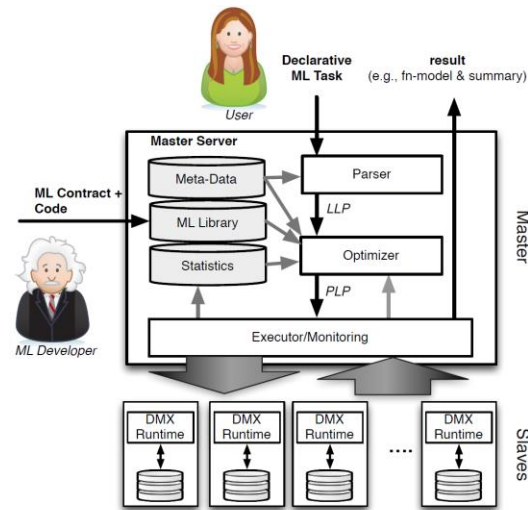 User
Declarative
ML Task
result
(e.g., fn-model & summary)
Master Server
ML Contract +
Code
Meta-Data
ML Library
Statistics
Parser
LLP
Optimizer
PLP
Executor/Monitoring
ML Developer
Master
DMX
Runtime
DMX
Runtime
DMX
Runtime
....
DMX
Runtime
Slaves